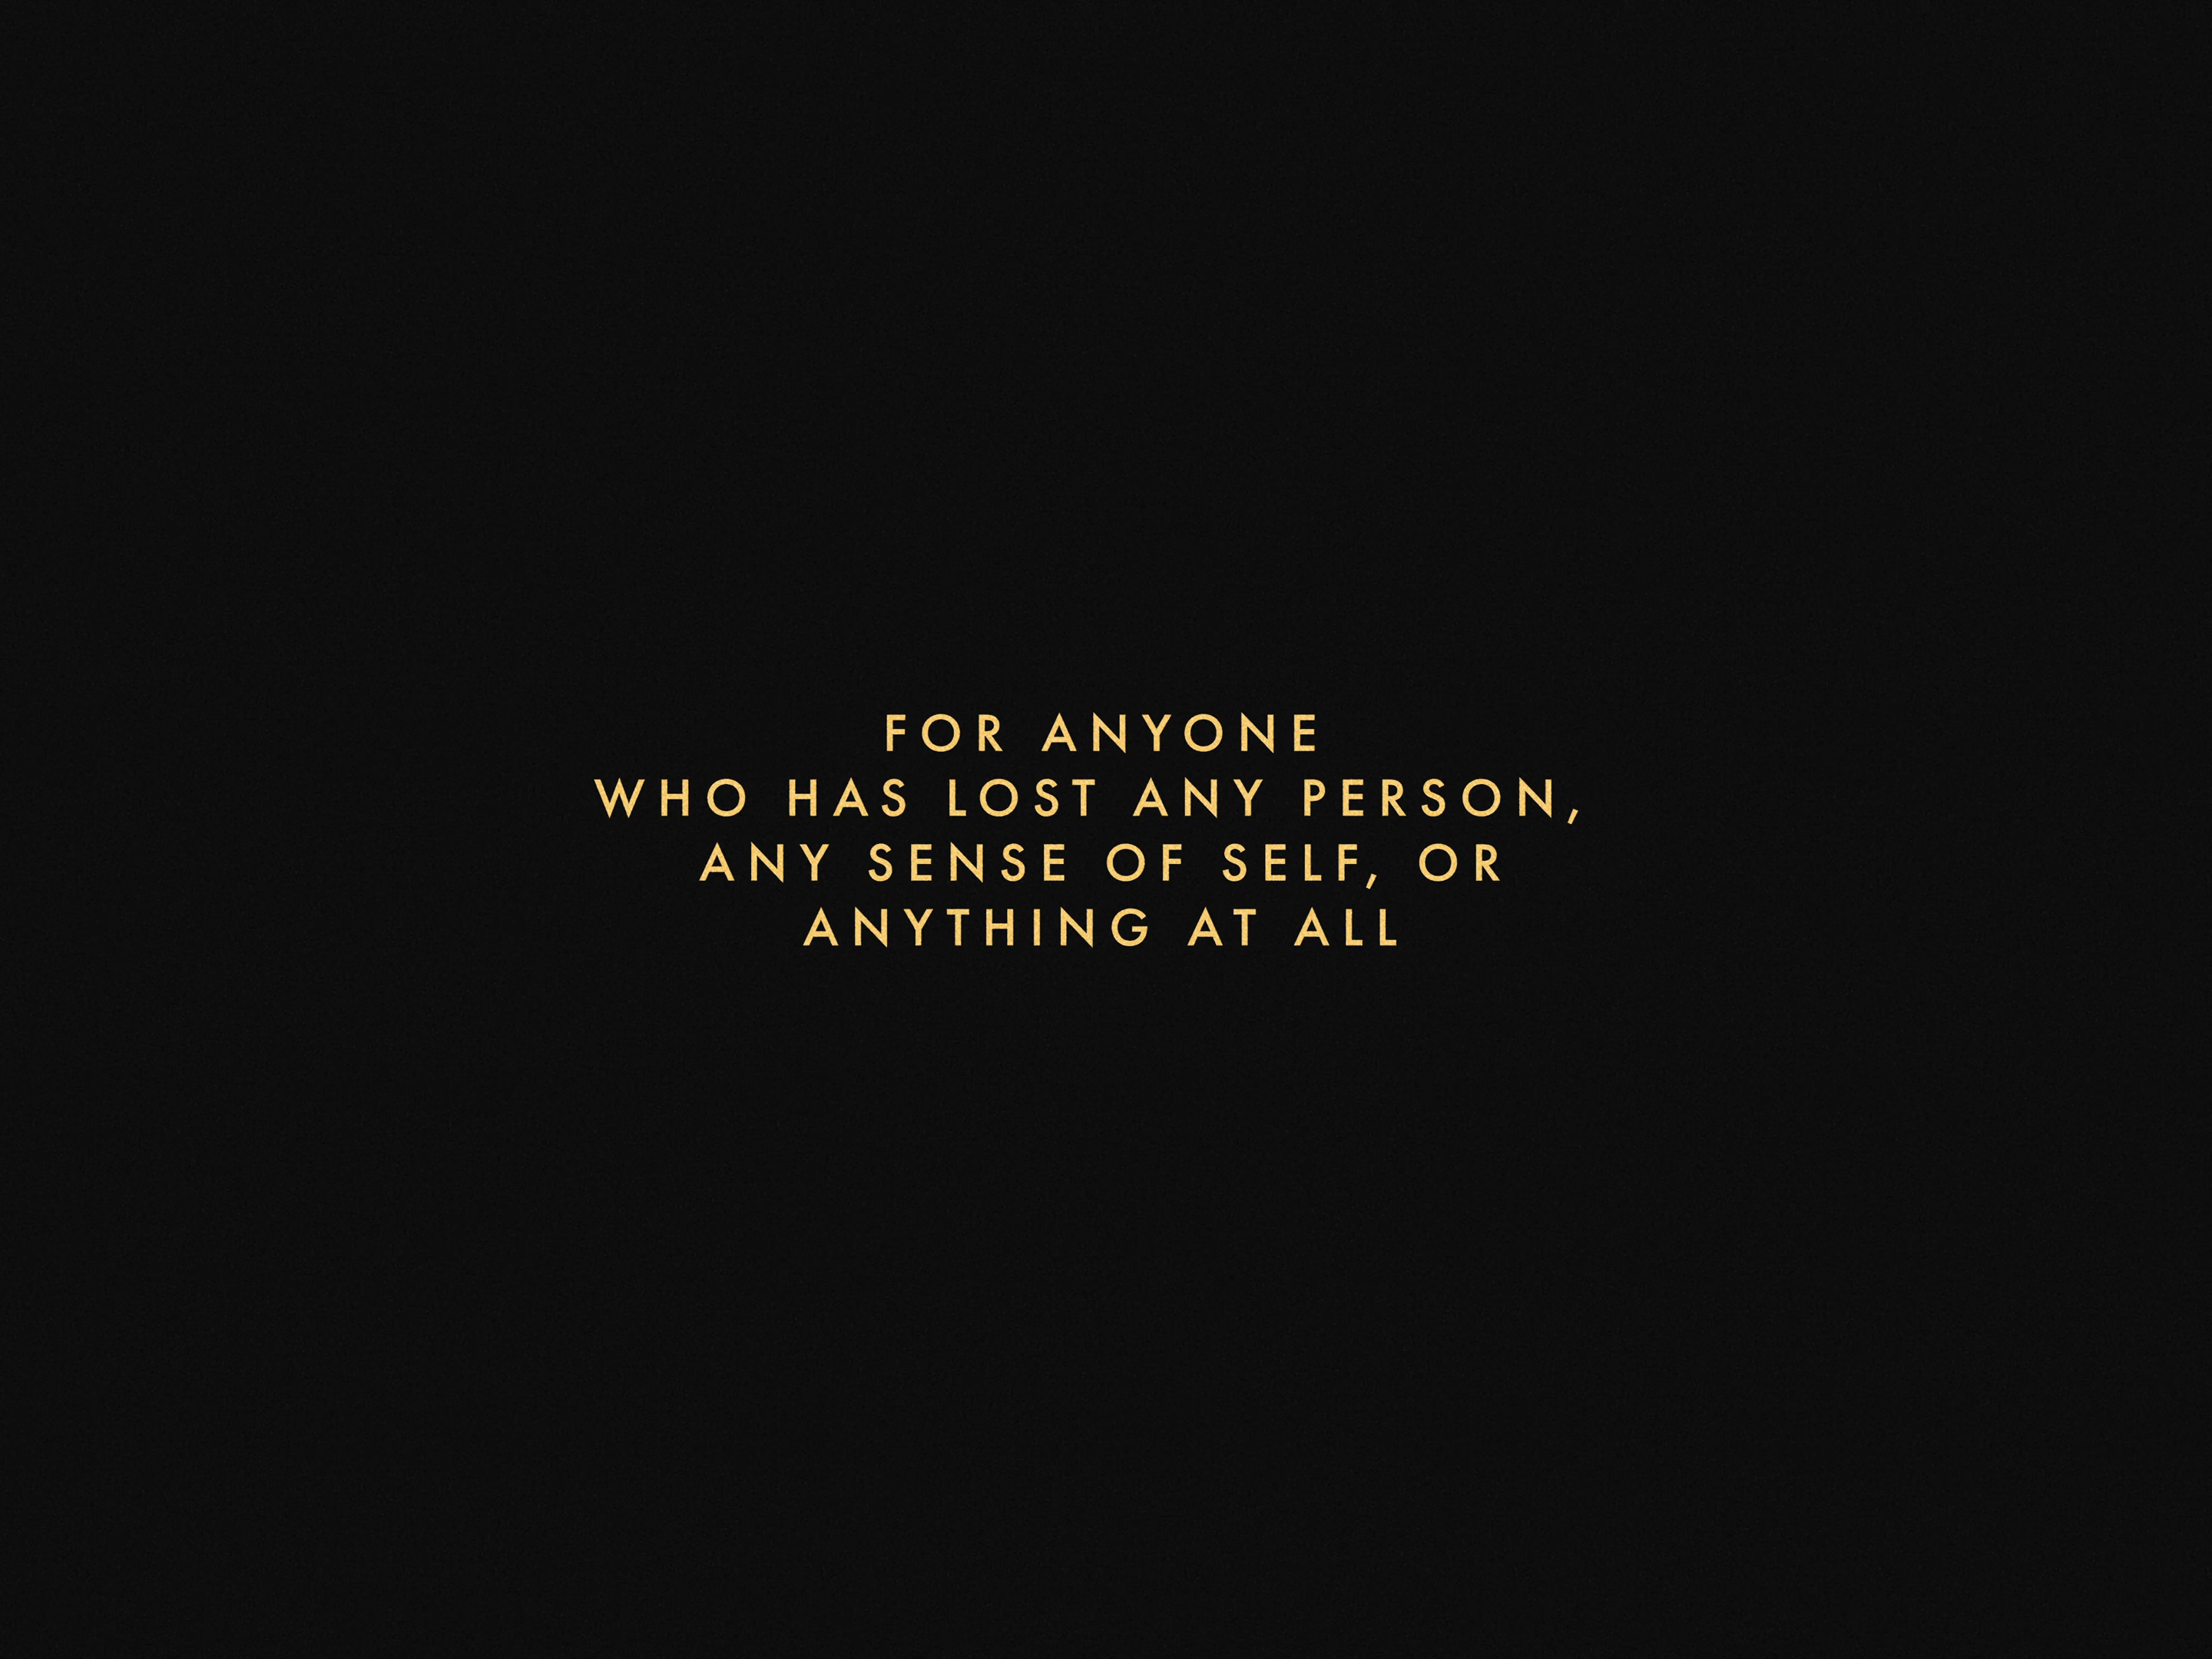 FOR ANYONE
WHO HAS LOST ANY PERSON,
ANY SENSE OF SELF, OR
ANYTHING AT ALL